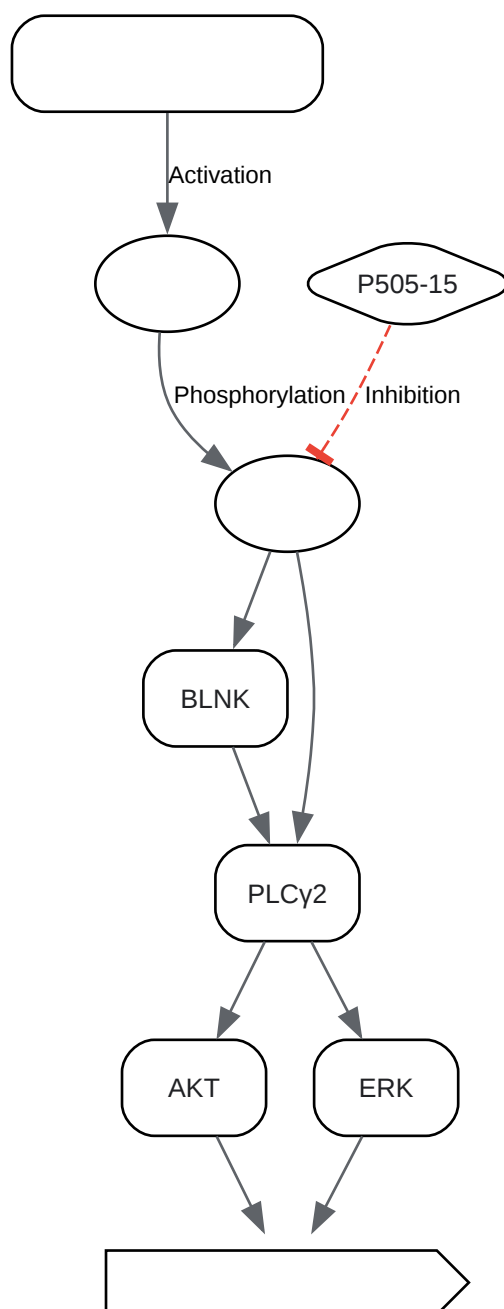 Activation
P505-15
Phosphorylation
Inhibition
BLNK
PLCγ2
AKT
ERK